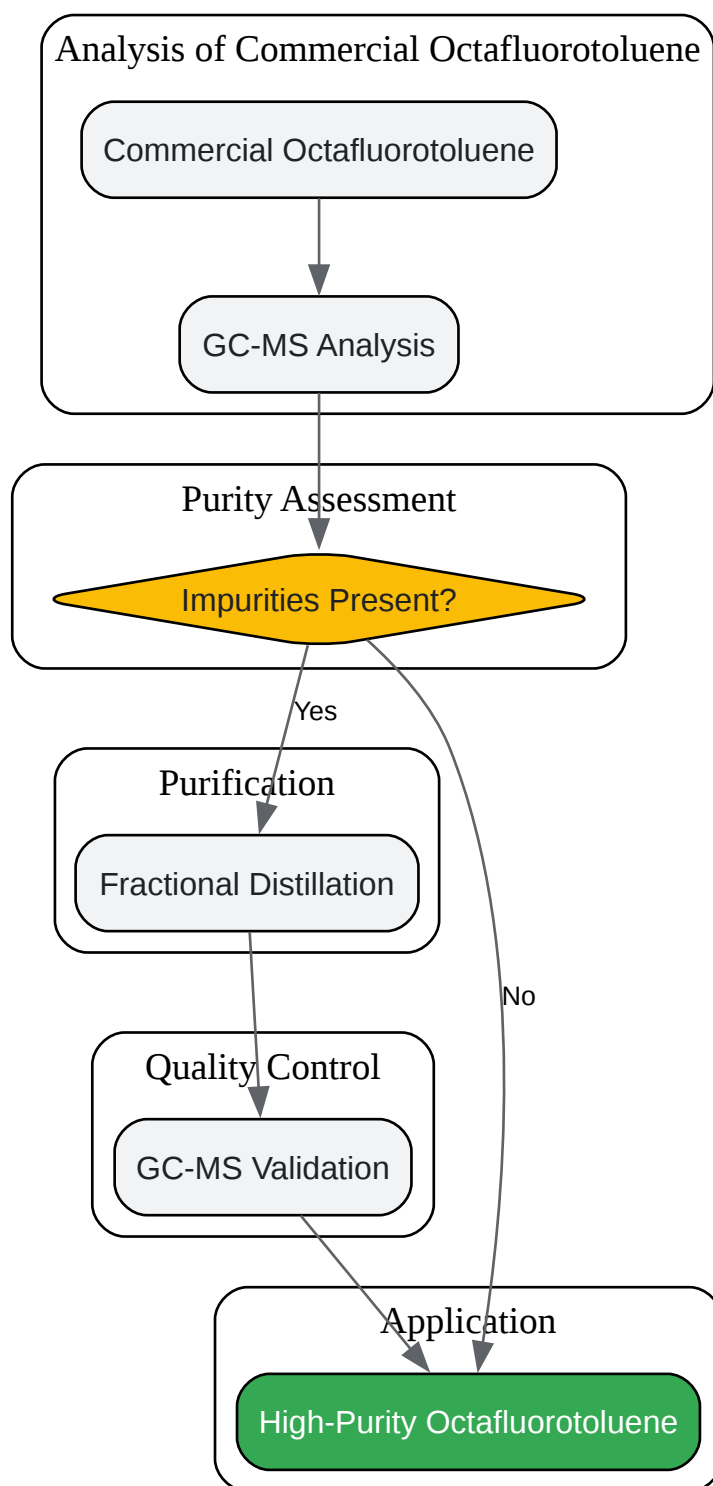 Analysis of Commercial Octafluorotoluene
Commercial Octafluorotoluene
GC-MS Analysis
Purity Assessment
Impurities Present?
Yes
Purification
Fractional Distillation
No
Quality Control
GC-MS Validation
Application
High-Purity Octafluorotoluene